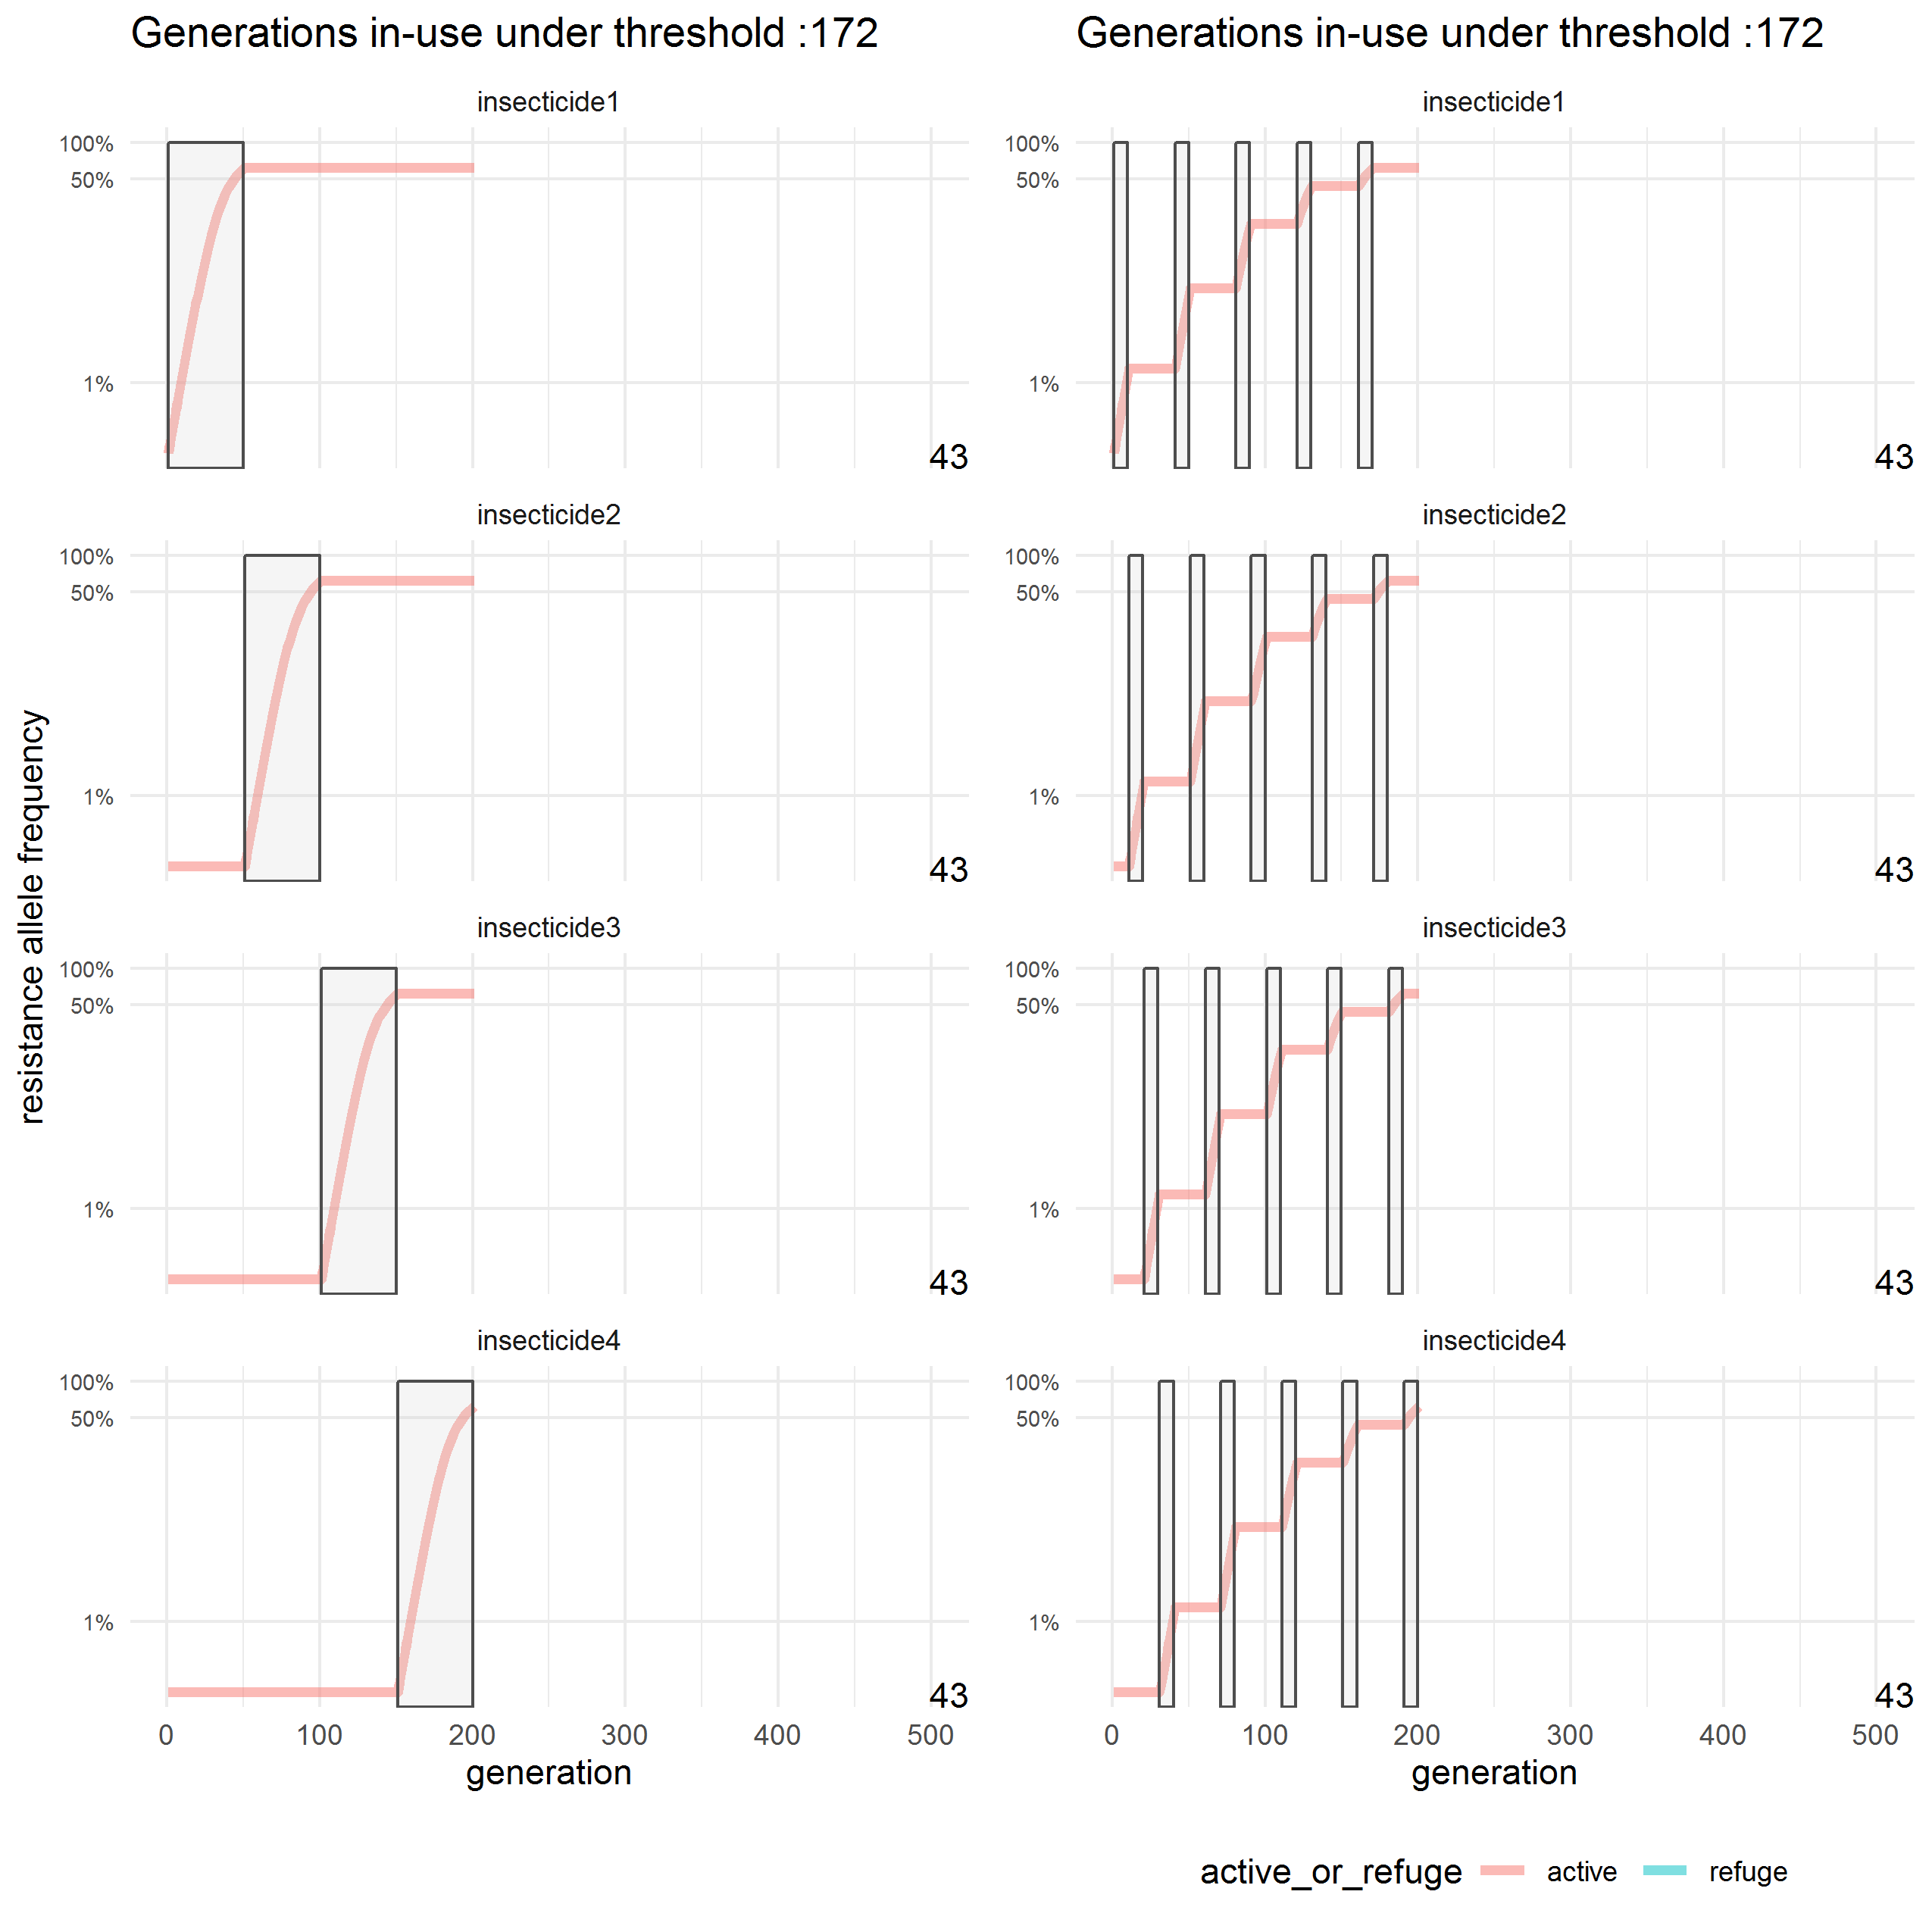 Generations in-use under threshold :172
insecticide1
100%
50%
1%
43
insecticide2
100%
50%
1%
43
insecticide3
100%
50%
1%
43
insecticide4
100%
50%
1%
43
0 100 200 300 400 500
generation
resistance allele frequency
Generations in-use under threshold :172
insecticide1
100%
50%
1%
43
insecticide2
100%
50%
1%
43
insecticide3
100%
50%
1%
43
insecticide4
100%
50%
1%
43
0 100 200 300 400 500
generation
active_or_refuge active refuge